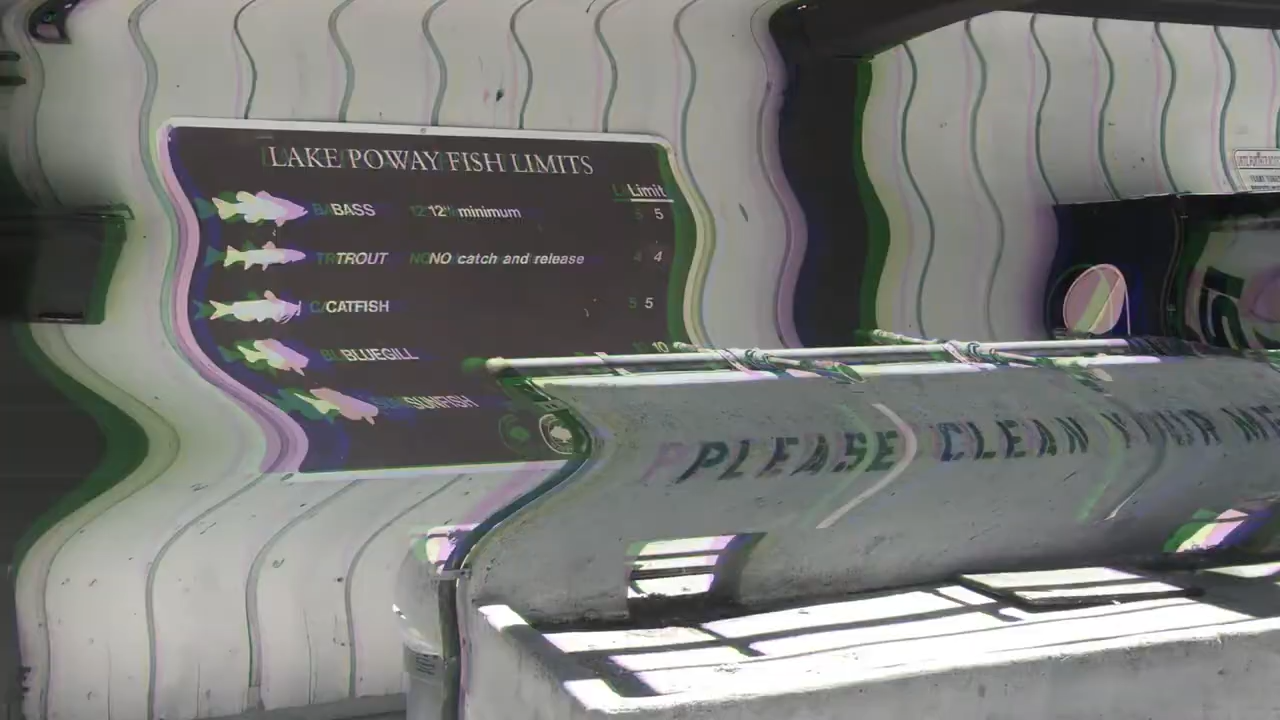 LAKE POWAY FISH LIMITS
Limit
BASS 12" minimum 5
TROUT NO catch and release 4
CATFISH 5
BLUEGILL 10
SUNFISH
PLEASE CLEAN YOUR